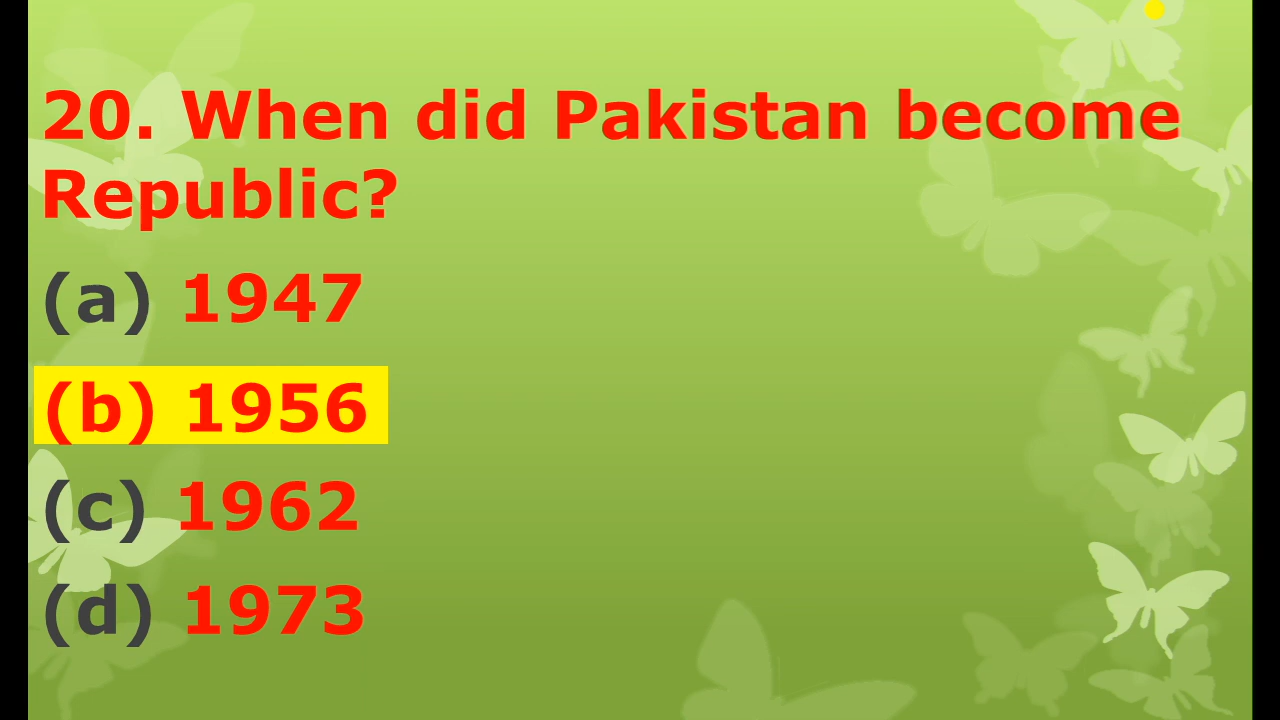 20. When did Pakistan become
Republic?
(a) 1947
(b) 1956
(c) 1962
(d) 1973